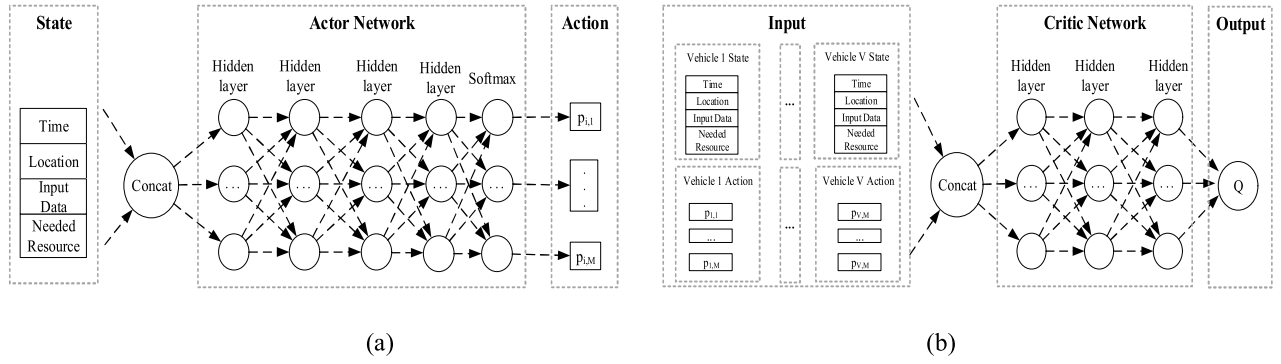 State
Time
Location
Input
Data
Needed
Resource
Concat
Actor Network
Hidden
layer
Hidden
layer
Hidden
layer
Hidden
layer
Softmax
...
...
...
...
...
Action
pi,1
.
.
.
pi,M
(a)
Input
Vehicle 1 State
Time
Location
Input Data
Needed
Resource
...
Vehicle V State
Time
Location
Input Data
Needed
Resource
Vehicle 1 Action
p1,1
...
p1,M
...
Vehicle V Action
pV,1
...
pV,M
Concat
Critic Network
Hidden
layer
Hidden
layer
Hidden
layer
...
...
...
Output
Q
(b)